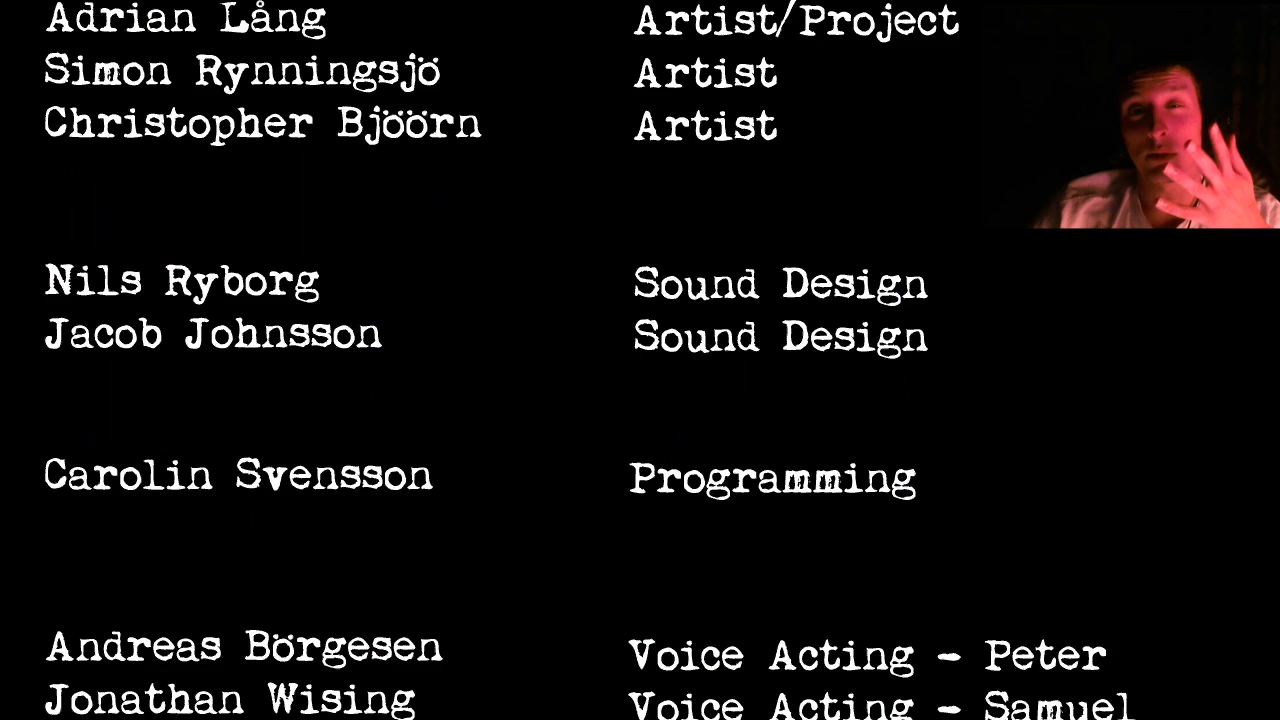 Adrian Lång Artist/Project
Simon Rynningsjö Artist
Christopher Bjöörn Artist
Nils Ryborg Sound Design
Jacob Johnsson Sound Design
Carolin Svensson Programming
Andreas Börgesen Voice Acting - Peter
Jonathan Wising Voice Acting - Samuel